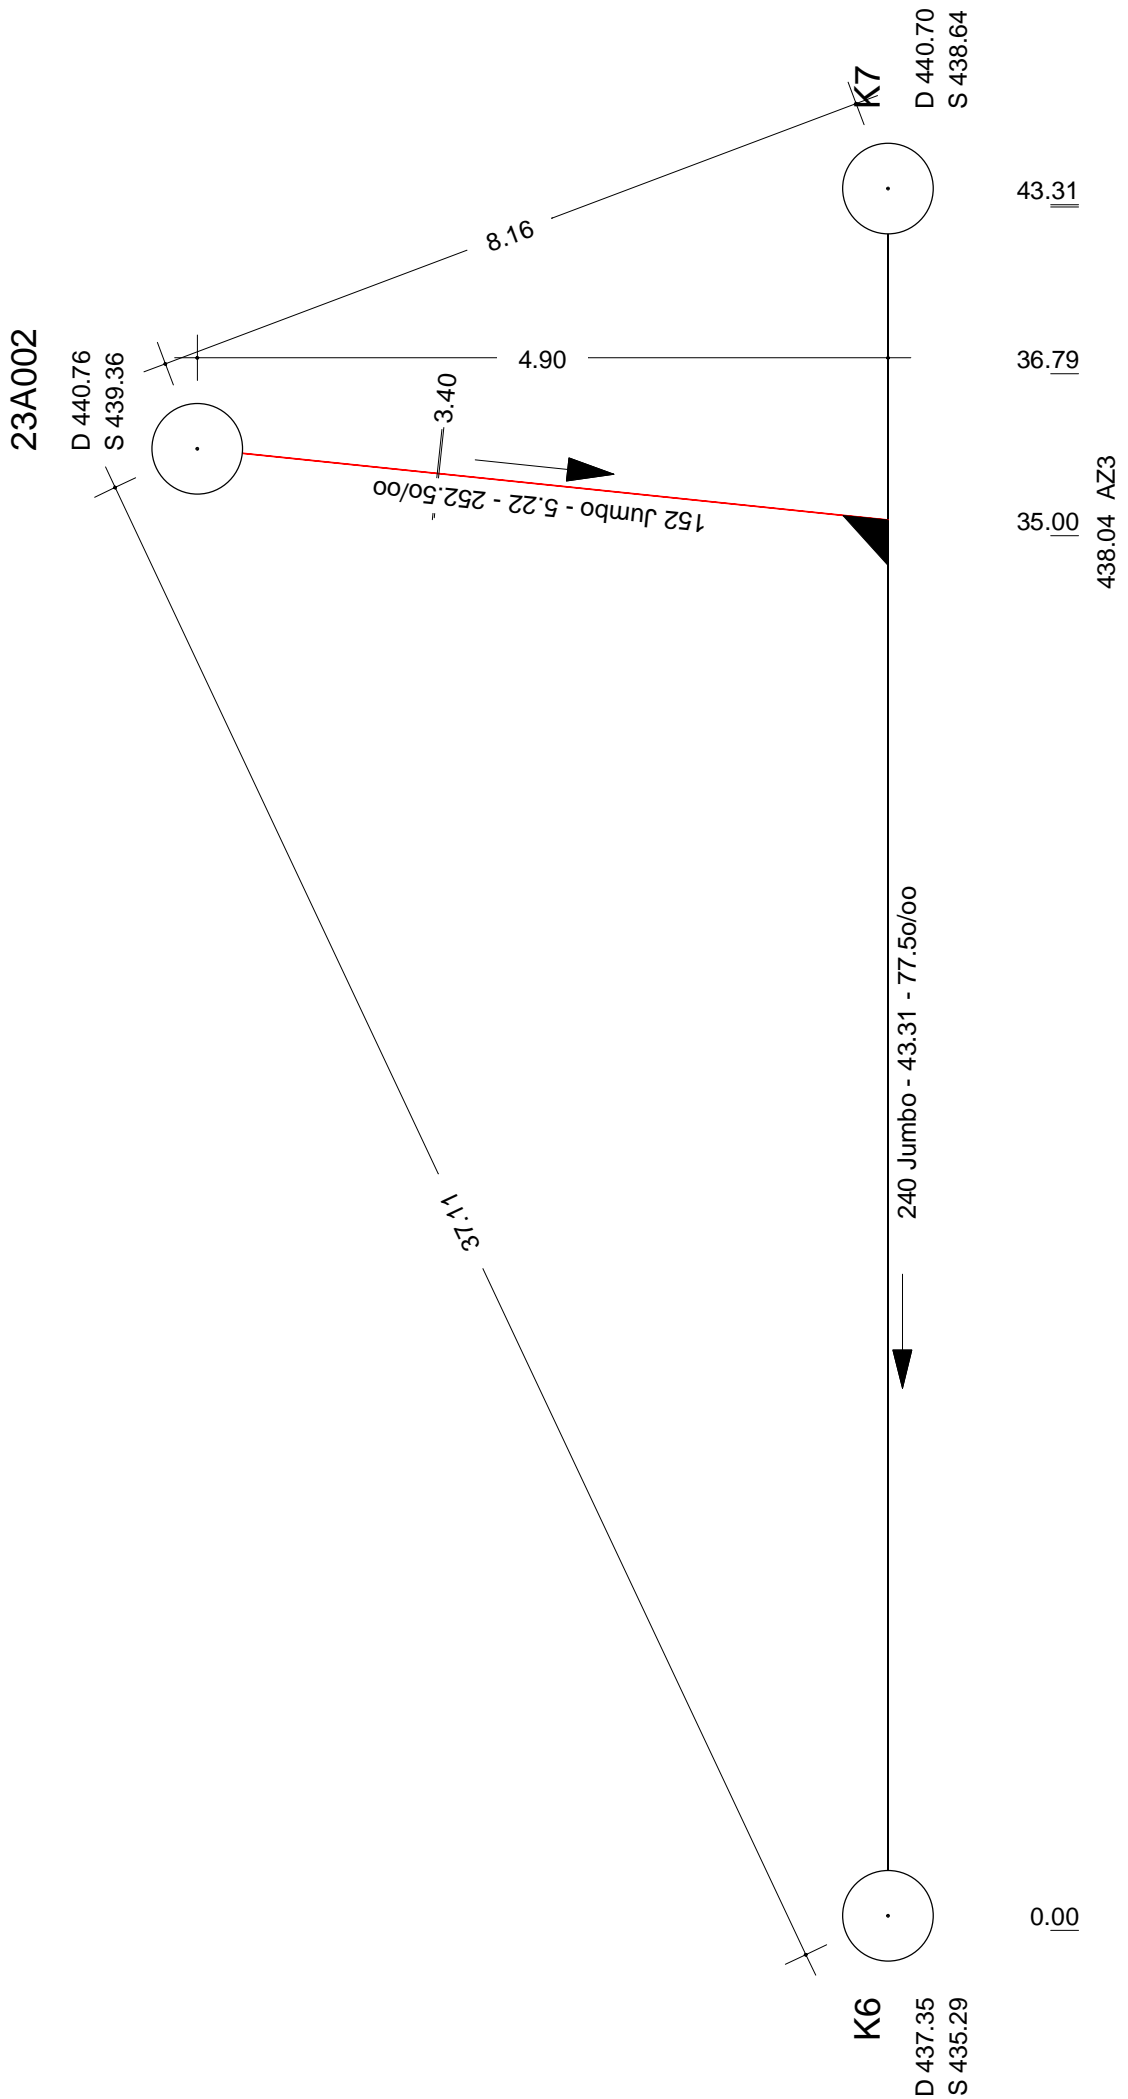 K7
D 440.70
S 438.64
43.31
8.16
23A002
D 440.76
S 439.36
4.90
36.79
3.40
152 Jumbo - 5.22 - 252.5o/oo
35.00
438.04 AZ3
240 Jumbo - 43.31 - 77.5o/oo
37.11
0.00
K6
D 437.35
S 435.29